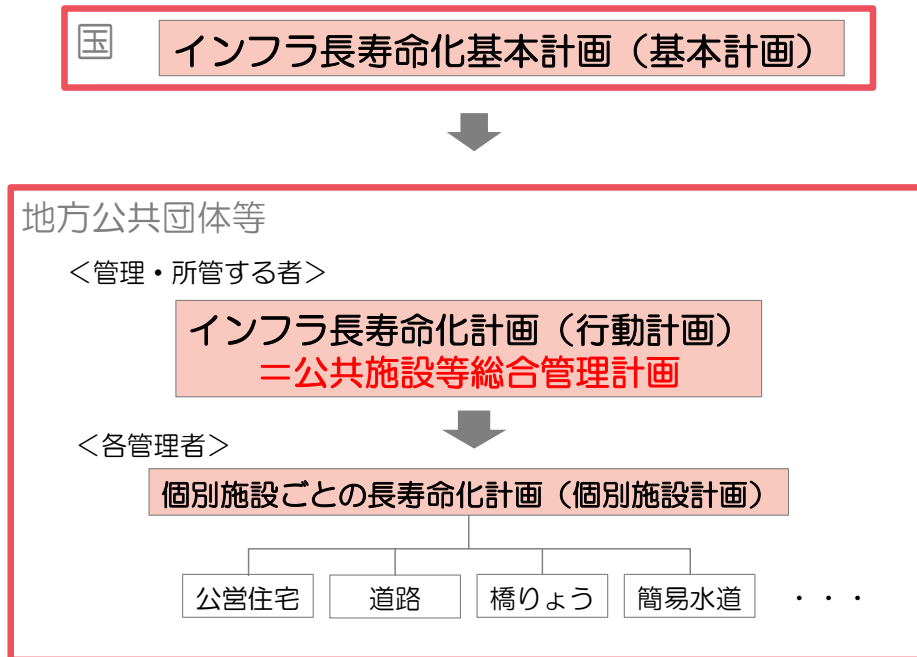 国
インフラ長寿命化基本計画（基本計画）
地方公共団体等
＜管理・所管する者＞
インフラ長寿命化計画（行動計画）
＝公共施設等総合管理計画
＜各管理者＞
個別施設ごとの長寿命化計画（個別施設計画）
公営住宅 道路 橋りょう 簡易水道 ・・・